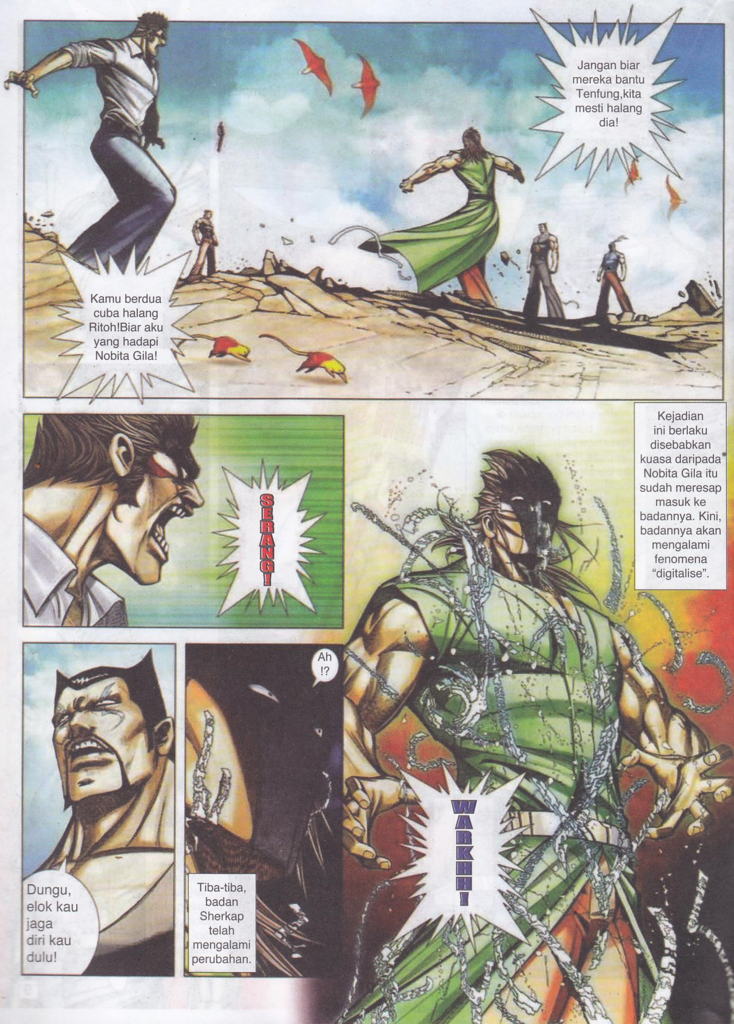 Jangan biar
mereka bantu
Tenfung,kita
mesti halang
dia!
Kamu berdua
cuba halang
Ritoh!Biar aku
yang hadapi
Nobita Gila!
SERANG!
Kejadian
ini berlaku
disebabkan
kuasa daripada
Nobita Gila itu
sudah meresap
masuk ke
badannya. Kini,
badannya akan
mengalami
fenomena
“digitalise”.
Dungu,
elok kau
jaga
diri kau
dulu!
Ah
!?
Tiba-tiba,
badan
Sherkap
telah
mengalami
perubahan.
WARKHH!